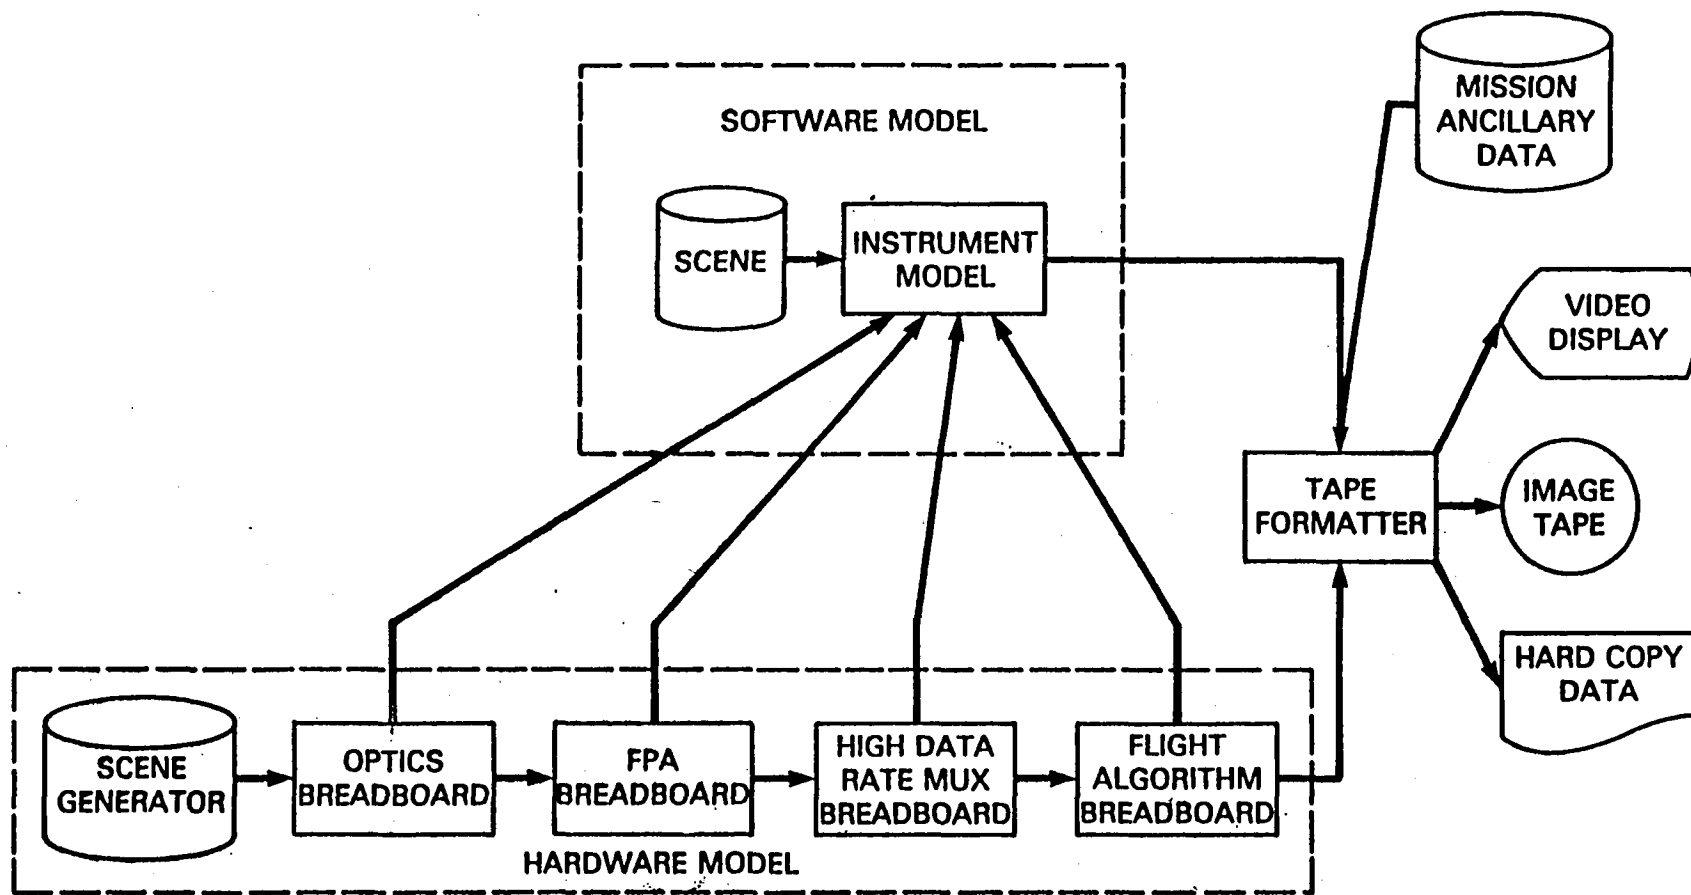 MISSION
ANCILLARY
DATA
SOFTWARE MODEL
SCENE
INSTRUMENT
MODEL
VIDEO
DISPLAY
TAPE
FORMATTER
IMAGE
TAPE
HARD COPY
DATA
SCENE
GENERATOR
OPTICS
BREADBOARD
FPA
BREADBOARD
HIGH DATA
RATE MUX
BREADBOARD
FLIGHT
ALGORITHM
BREADBOARD
HARDWARE MODEL